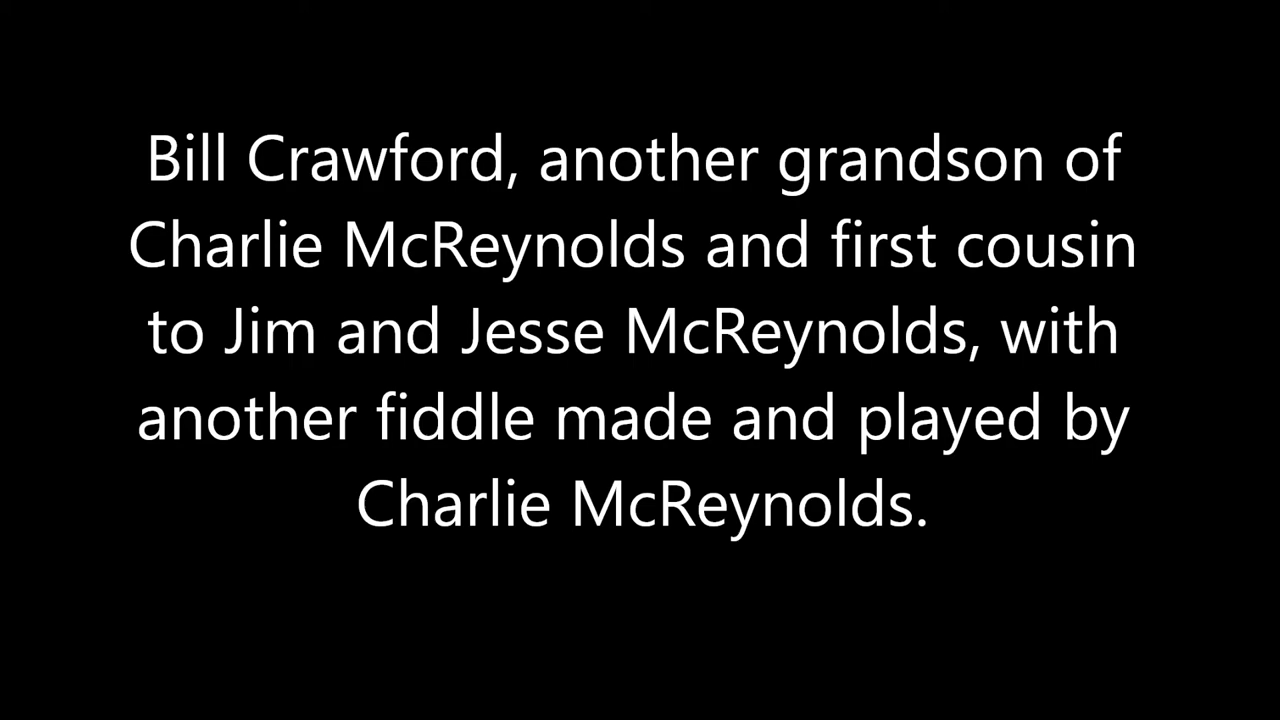 Bill Crawford, another grandson of
Charlie McReynolds and first cousin
to Jim and Jesse McReynolds, with
another fiddle made and played by
Charlie McReynolds.